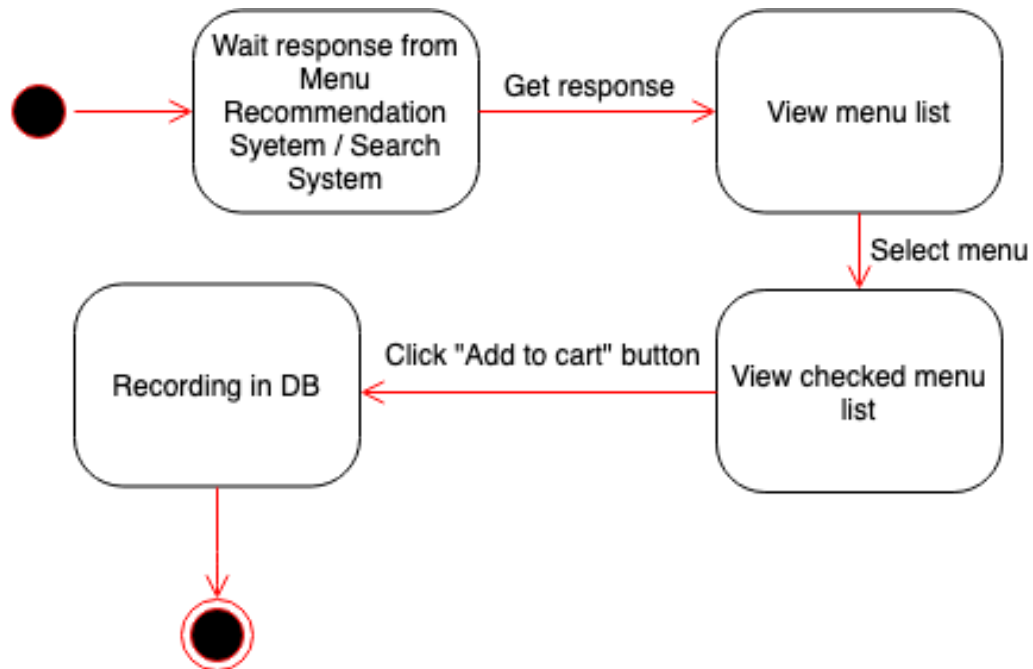 Wait response from
Menu
Recommendation
Syetem / Search
System
Get response
View menu list
Select menu
View checked menu
list
Click "Add to cart" button
Recording in DB